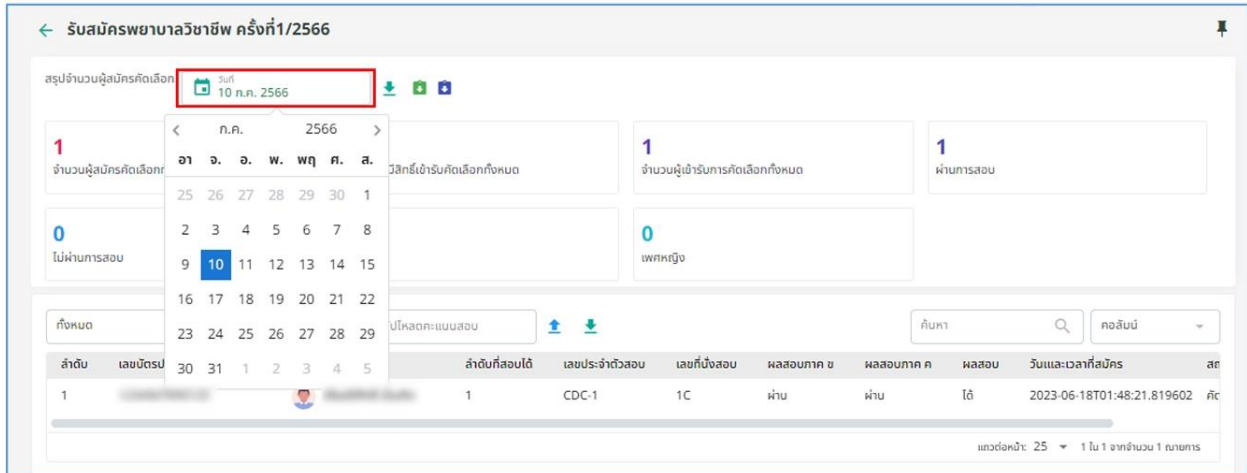 รับสมัครพยาบาลวิชาชีพ ครั้งที่1/2566
สรุปจำนวนผู้สมัครคัดเลือก
วันที่
10 ก.ค. 2566
ก.ค. 2566
อา จ. อ. พ. พฤ ศ. ส.
25 26 27 28 29 30 1
2 3 4 5 6 7 8
9 10 11 12 13 14 15
16 17 18 19 20 21 22
23 24 25 26 27 28 29
30 31 1 2 3 4 5
1
จำนวนผู้สมัครคัดเลือก
มีสิทธิ์เข้ารับคัดเลือกทั้งหมด
1
จำนวนผู้เข้ารับการคัดเลือกทั้งหมด
1
ผ่านการสอบ
0
ไม่ผ่านการสอบ
0
เพศหญิง
ทั้งหมด
ปโหลดคะแนนสอบ
ค้นหา
คอลัมน์
ลำดับ เลขบัตรป ลำดับที่สอบได้ เลขประจำตัวสอบ เลขที่นั่งสอบ ผลสอบภาค ข ผลสอบภาค ค ผลสอบ วันและเวลาที่สมัคร
1 1 CDC-1 1C ผ่าน ผ่าน ได้ 2023-06-18T01:48:21.819602 คัด
แถวต่อหน้า: 25 1 ใน 1 จากจำนวน 1 รายการ